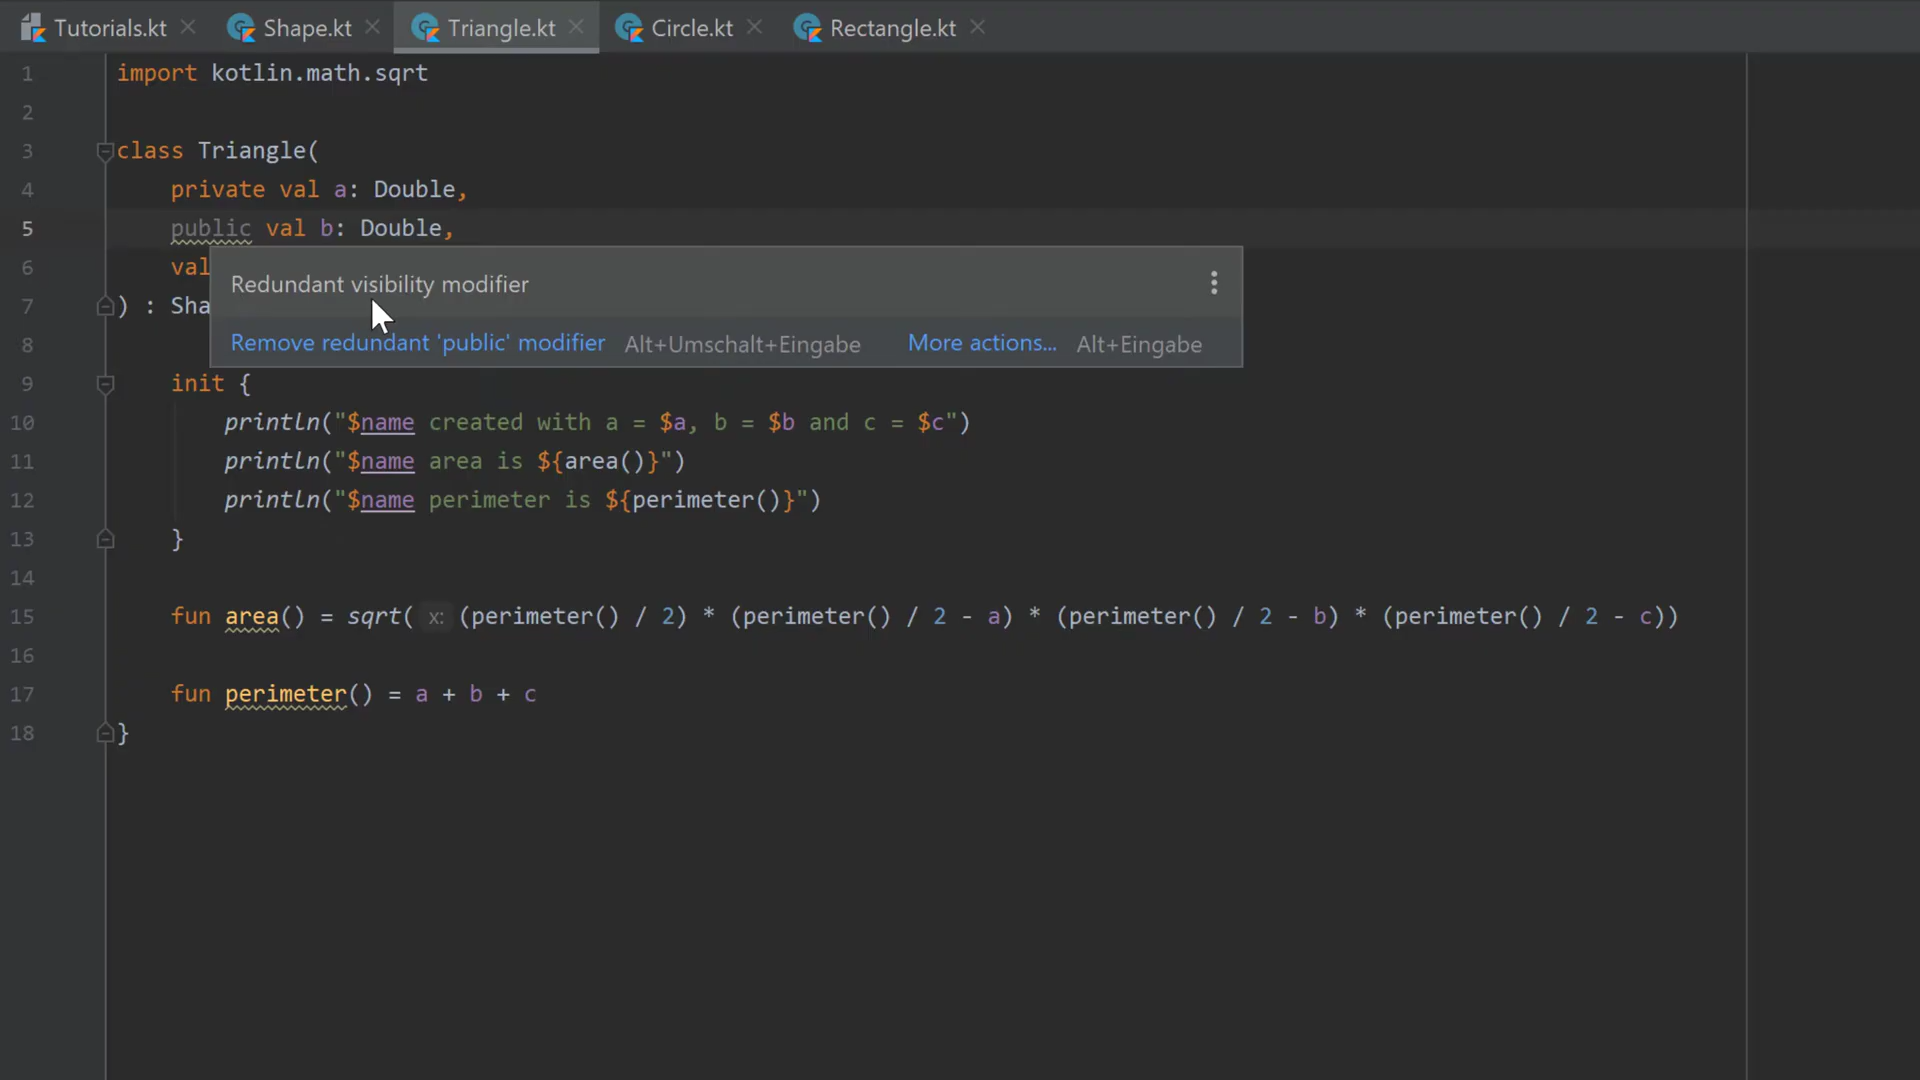 Tutorials.kt Shape.kt Triangle.kt Circle.kt Rectangle.kt
1 import kotlin.math.sqrt
2
3 class Triangle(
4 private val a: Double,
5 public val b: Double,
6 val
7 ) : Sha
Redundant visibility modifier
Remove redundant 'public' modifier Alt+Umschalt+Eingabe More actions... Alt+Eingabe
8
9 init {
10 println("$name created with a = $a, b = $b and c = $c")
11 println("$name area is ${area()}")
12 println("$name perimeter is ${perimeter()}")
13 }
14
15 fun area() = sqrt( x: (perimeter() / 2) * (perimeter() / 2 - a) * (perimeter() / 2 - b) * (perimeter() / 2 - c))
16
17 fun perimeter() = a + b + c
18 }